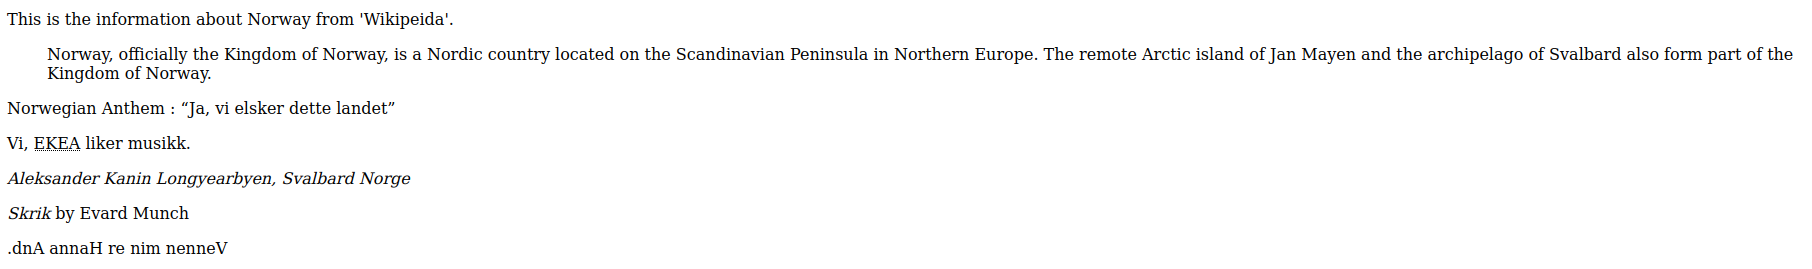 This is the information about Norway from 'Wikipeida'.
Norway, officially the Kingdom of Norway, is a Nordic country located on the Scandinavian Peninsula in Northern Europe. The remote Arctic island of Jan Mayen and the archipelago of Svalbard also form part of the
Kingdom of Norway.
Norwegian Anthem : “Ja, vi elsker dette landet”
Vi, EKEA liker musikk.
Aleksander Kanin Longyearbyen, Svalbard Norge
Skrik by Evard Munch
.dnA annaH re nim nenneV